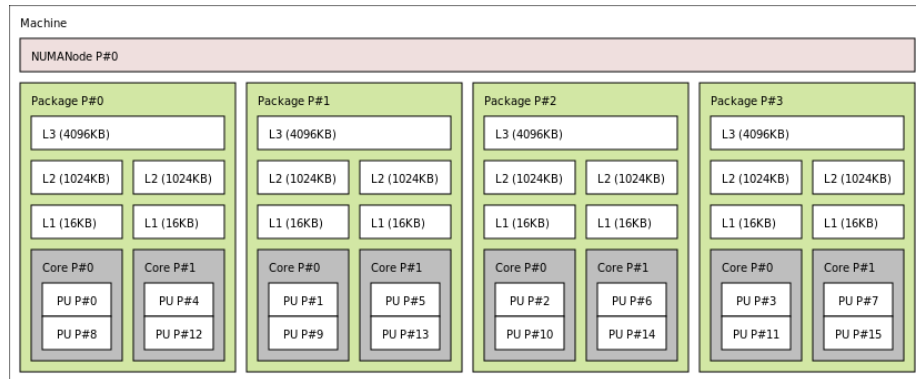 Machine
NUMANode P#0
Package P#0
L3 (4096KB)
L2 (1024KB) L2 (1024KB)
L1 (16KB) L1 (16KB)
Core P#0 Core P#1
PU P#0 PU P#4
PU P#8 PU P#12
Package P#1
L3 (4096KB)
L2 (1024KB) L2 (1024KB)
L1 (16KB) L1 (16KB)
Core P#0 Core P#1
PU P#1 PU P#5
PU P#9 PU P#13
Package P#2
L3 (4096KB)
L2 (1024KB) L2 (1024KB)
L1 (16KB) L1 (16KB)
Core P#0 Core P#1
PU P#2 PU P#6
PU P#10 PU P#14
Package P#3
L3 (4096KB)
L2 (1024KB) L2 (1024KB)
L1 (16KB) L1 (16KB)
Core P#0 Core P#1
PU P#3 PU P#7
PU P#11 PU P#15